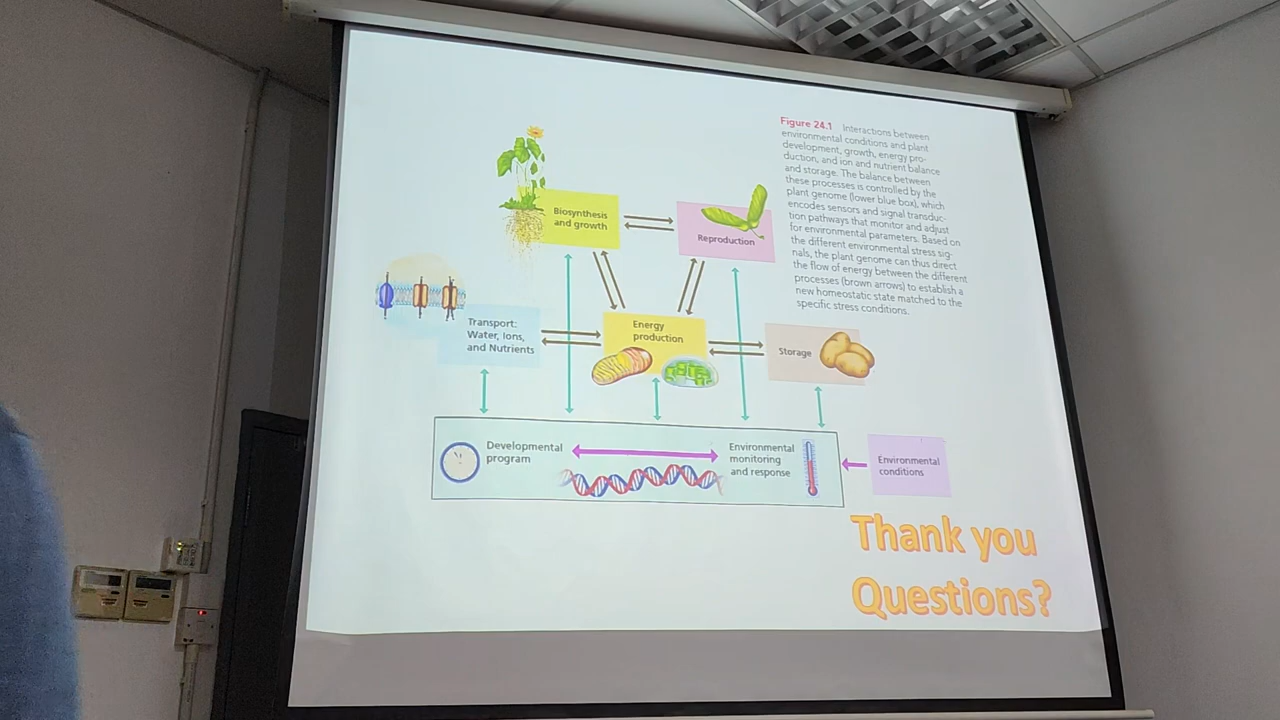 Figure 24.1 Interactions between
environmental conditions and plant
development, growth, energy pro-
duction, and ion and nutrient balance
and storage. The balance between
these processes is controlled by the
plant genome (lower blue box), which
encodes sensors and signal transduc-
tion pathways that monitor and adjust
for environmental parameters. Based on
the different environmental stress sig-
nals, the plant genome can thus direct
the flow of energy between the different
processes (brown arrows) to establish a
new homeostatic state matched to the
specific stress conditions.
Biosynthesis
and growth
Reproduction
Transport:
Water, Ions,
and Nutrients
Energy
production
Storage
Developmental
program
Environmental
monitoring
and response
Environmental
conditions
Thank you
Questions?